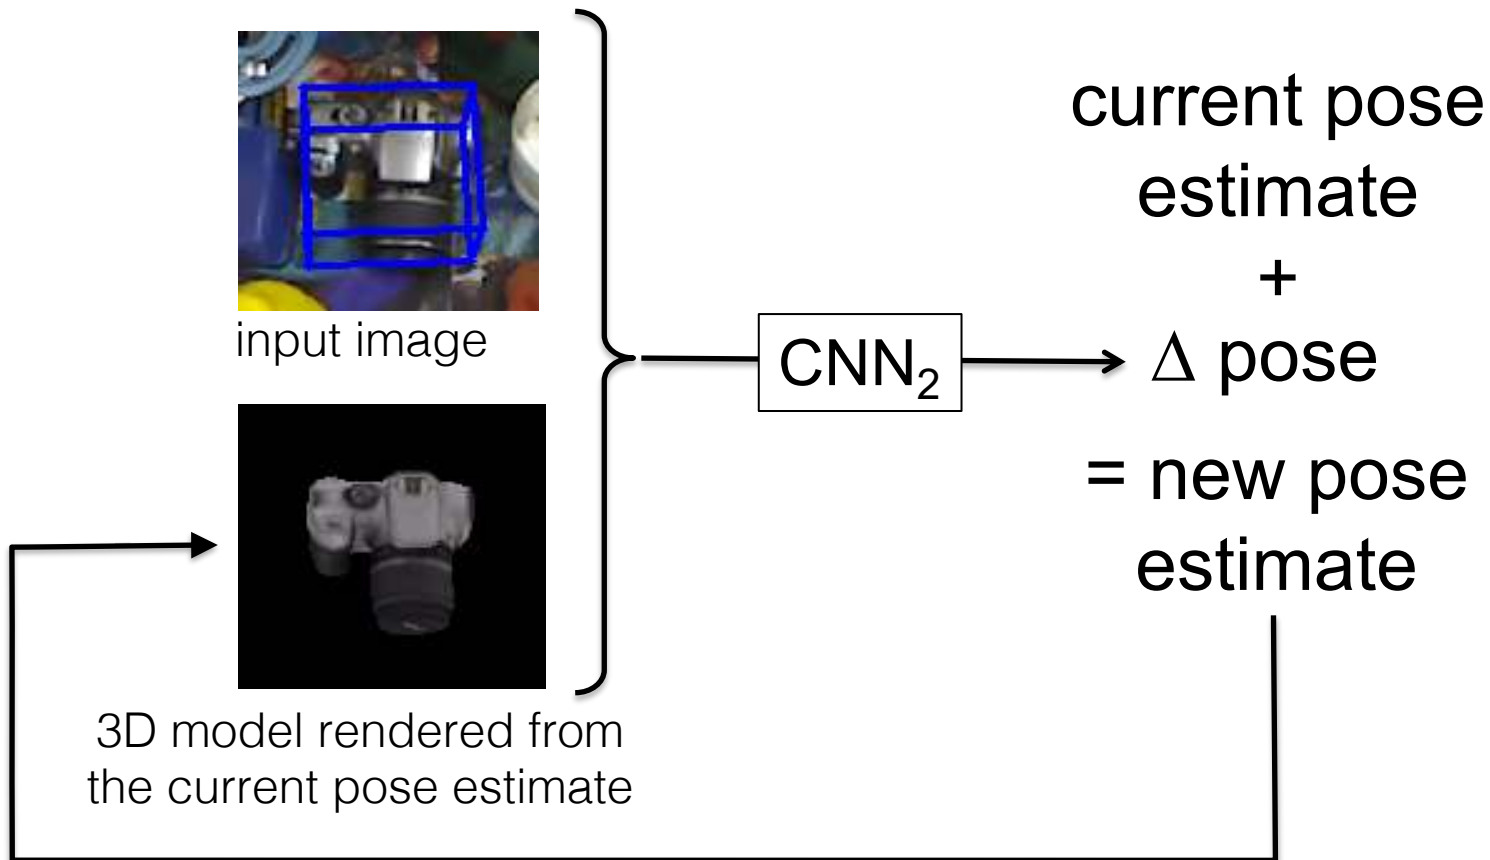 input image
3D model rendered from
the current pose estimate
CNN₂
current pose
estimate
+
Δ pose
= new pose
estimate